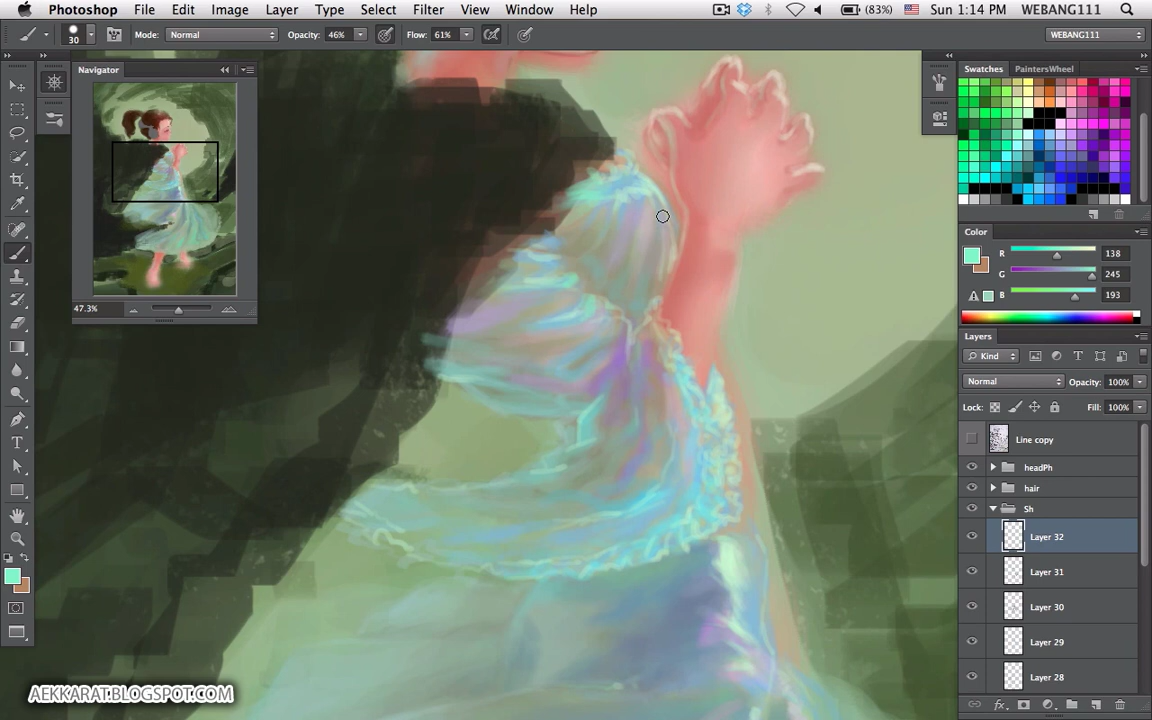 Photoshop File Edit Image Layer Type Select Filter View Window Help (83%) Sun 1:14 PM WEBANG111
30 Mode: Normal Opacity: 46% Flow: 61% WEBANG111
Navigator
47.3%
Swatches PaintersWheel
Color
R 138
G 245
B 193
Layers
Kind
Normal Opacity: 100%
Lock: Fill: 100%
Line copy
headPh
hair
Sh
Layer 32
Layer 31
Layer 30
Layer 29
Layer 28
fx
AEKKARAT.BLOGSPOT.COM